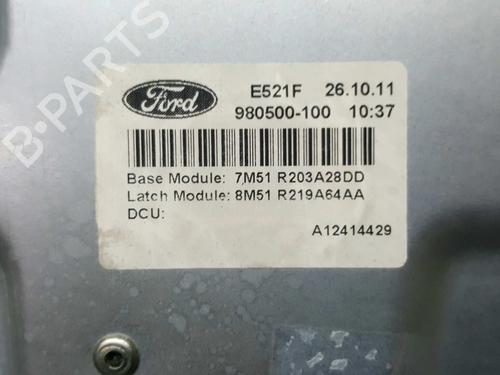 B-PARTS
Ford
E521F 26.10.11
980500-100 10:37
Base Module: 7M51 R203A28DD
Latch Module: 8M51 R219A64AA
DCU:
A12414429